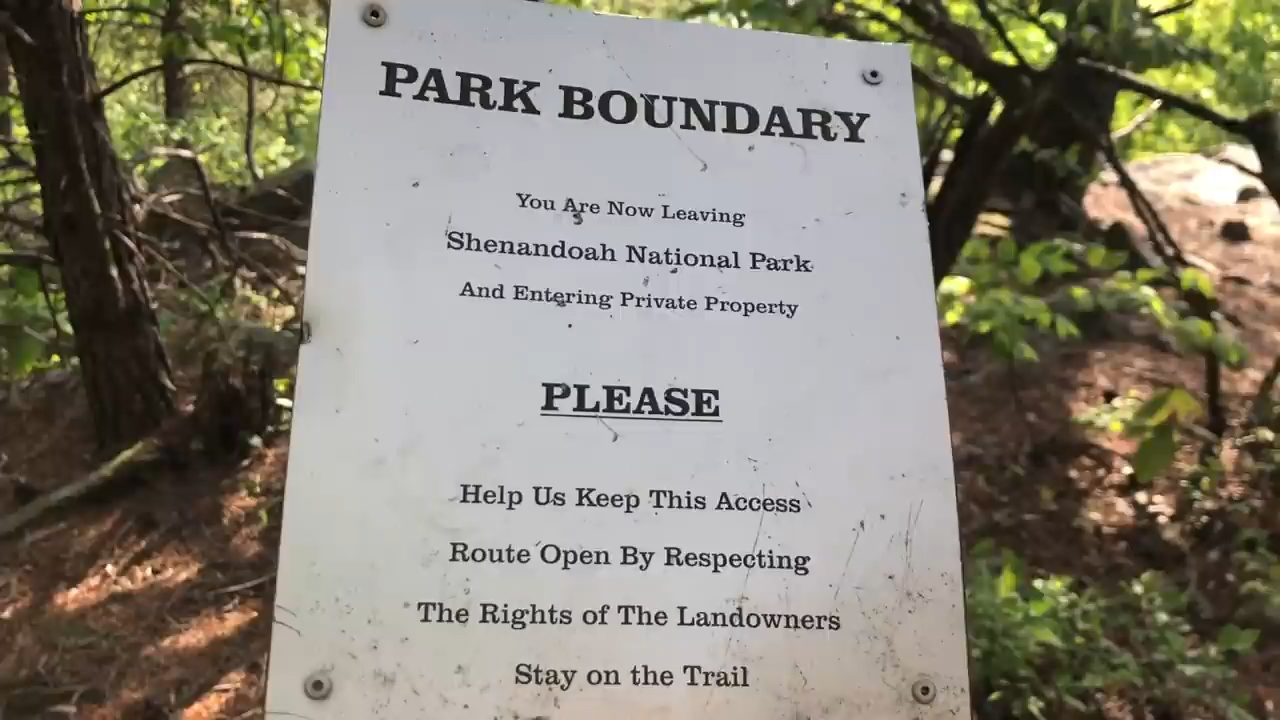 PARK BOUNDARY
You Are Now Leaving
Shenandoah National Park
And Entering Private Property
PLEASE
Help Us Keep This Access
Route Open By Respecting
The Rights of The Landowners
Stay on the Trail